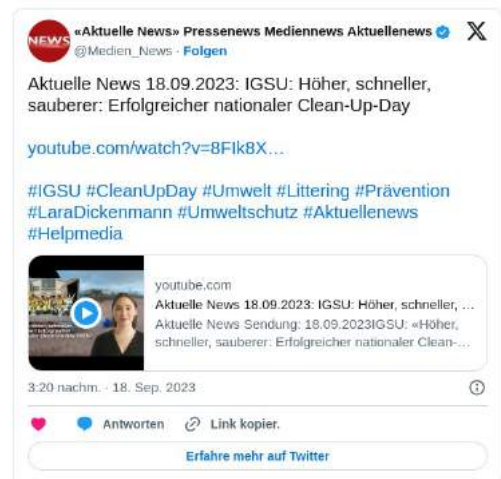 NEWS
«Aktuelle News» Pressenews Mediennews Aktuellenews
@Medien_News · Folgen
Aktuelle News 18.09.2023: IGSU: Höher, schneller,
sauberer: Erfolgreicher nationaler Clean-Up-Day
youtube.com/watch?v=8FIk8X…
#IGSU #CleanUpDay #Umwelt #Littering #Prävention
#LaraDickenmann #Umweltschutz #Aktuellenews
#Helpmedia
youtube.com
Aktuelle News 18.09.2023: IGSU: Höher, schneller, ...
Aktuelle News Sendung: 18.09.2023IGSU: «Höher,
schneller, sauberer: Erfolgreicher nationaler Clean-...
3:20 nachm. · 18. Sep. 2023
Antworten
Link kopier.
Erfahre mehr auf Twitter